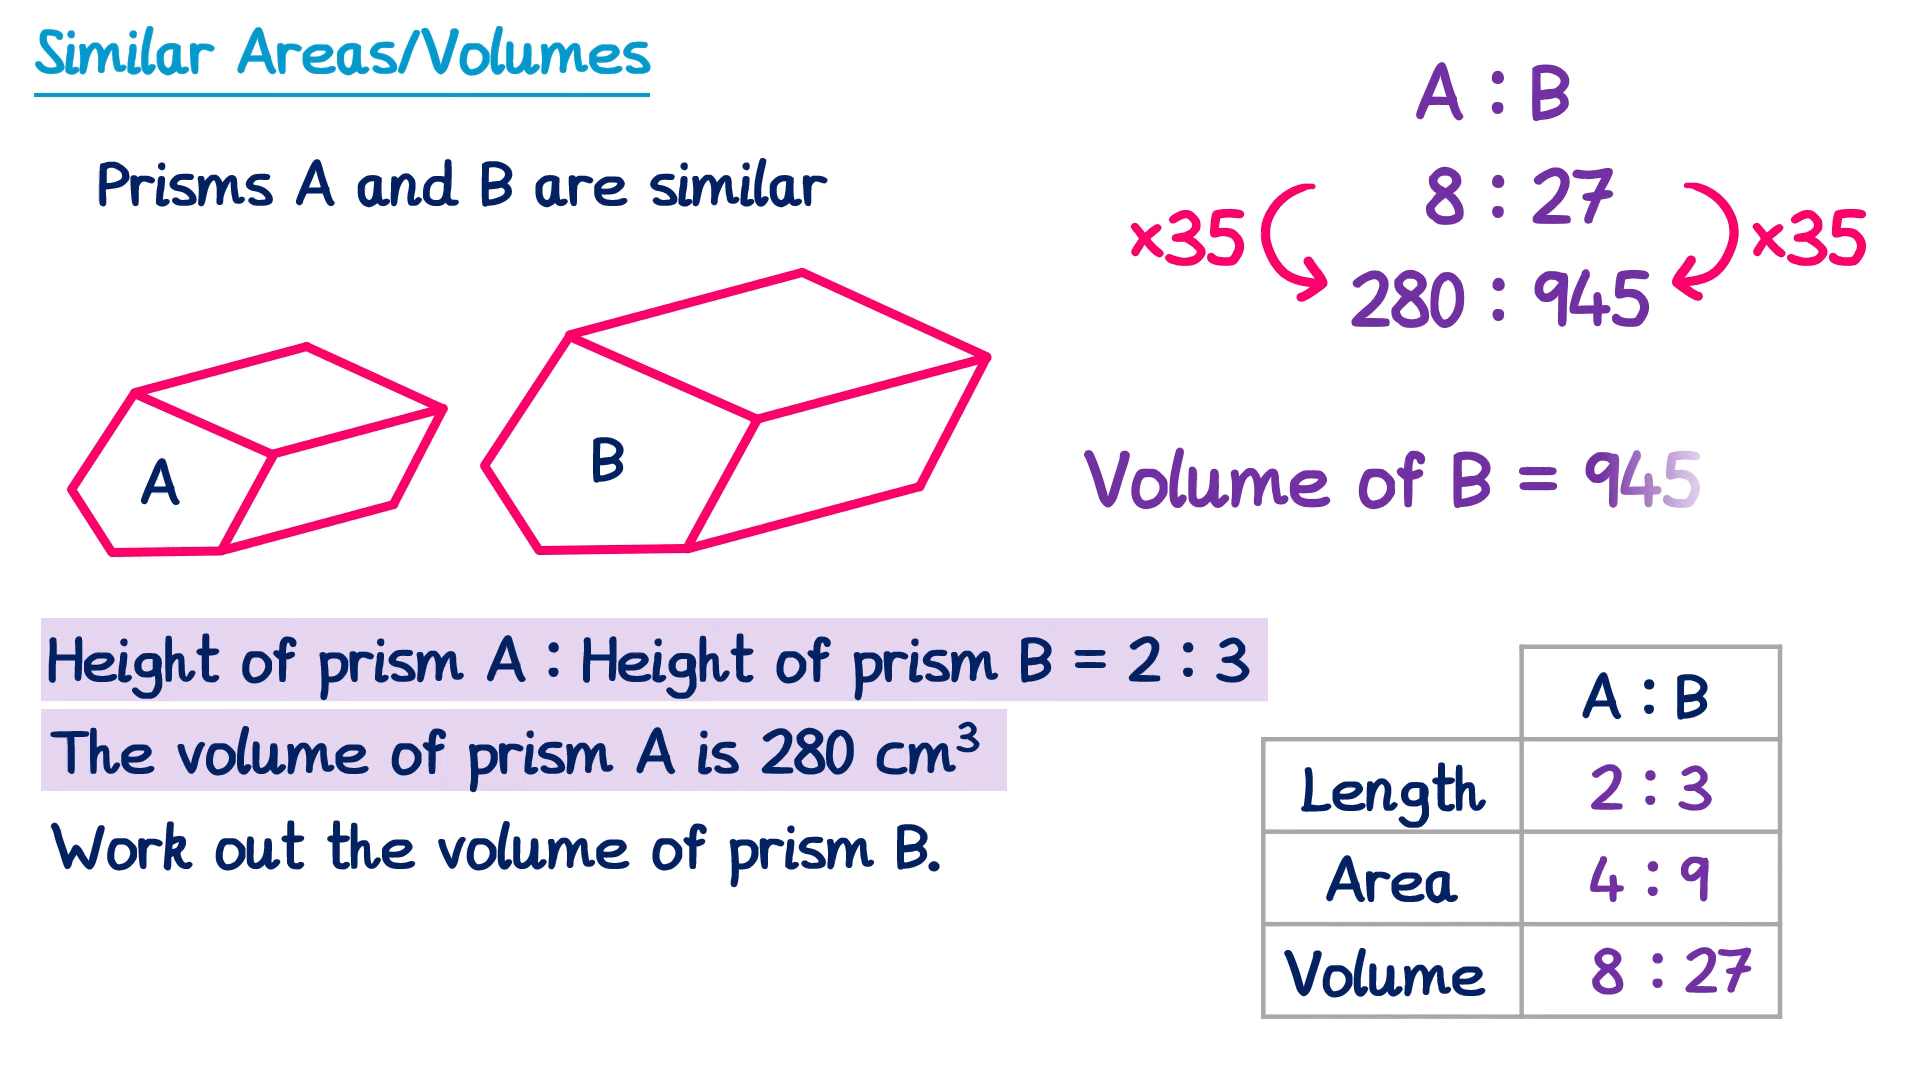 Similar Areas/Volumes
Prisms A and B are similar
A
B
Height of prism A : Height of prism B = 2 : 3
The volume of prism A is 280 cm³
Work out the volume of prism B.
A : B
8 : 27
×35
×35
280 : 945
Volume of B = 945
A : B
Length 2 : 3
Area 4 : 9
Volume 8 : 27